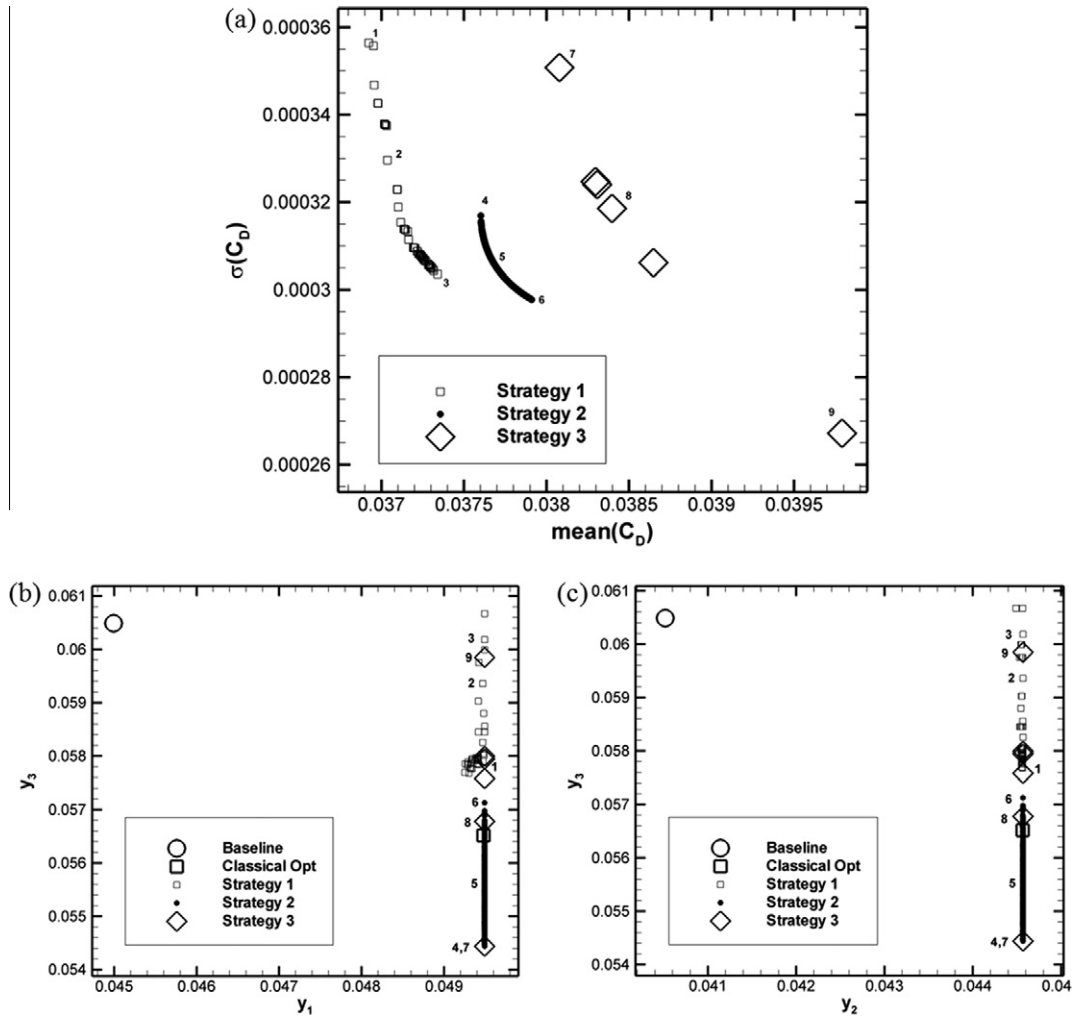 (a)
0.00036
0.00034
0.00032
0.0003
0.00028
0.00026
σ(C_D)
1
2
3
4
5
6
7
8
9
Strategy 1
Strategy 2
Strategy 3
0.037
0.0375
0.038
0.0385
0.039
0.0395
mean(C_D)
(b)
0.061
0.06
0.059
0.058
0.057
0.056
0.055
0.054
y_3
3
9
2
1
6
8
5
4,7
Baseline
Classical Opt
Strategy 1
Strategy 2
Strategy 3
0.045
0.046
0.047
0.048
0.049
y_1
(c)
0.061
0.06
0.059
0.058
0.057
0.056
0.055
0.054
y_3
3
9
2
1
6
8
5
4,7
Baseline
Classical Opt
Strategy 1
Strategy 2
Strategy 3
0.041
0.042
0.043
0.044
0.04
y_2